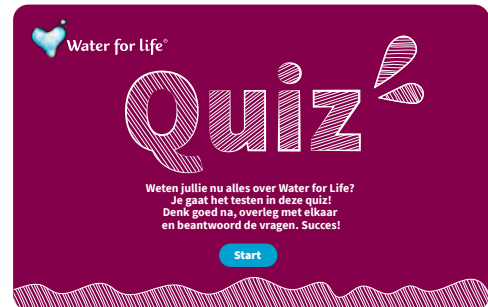 Water for life®
Quiz
Weten jullie nu alles over Water for Life?
Je gaat het testen in deze quiz!
Denk goed na, overleg met elkaar
en beantwoord de vragen. Succes!
Start